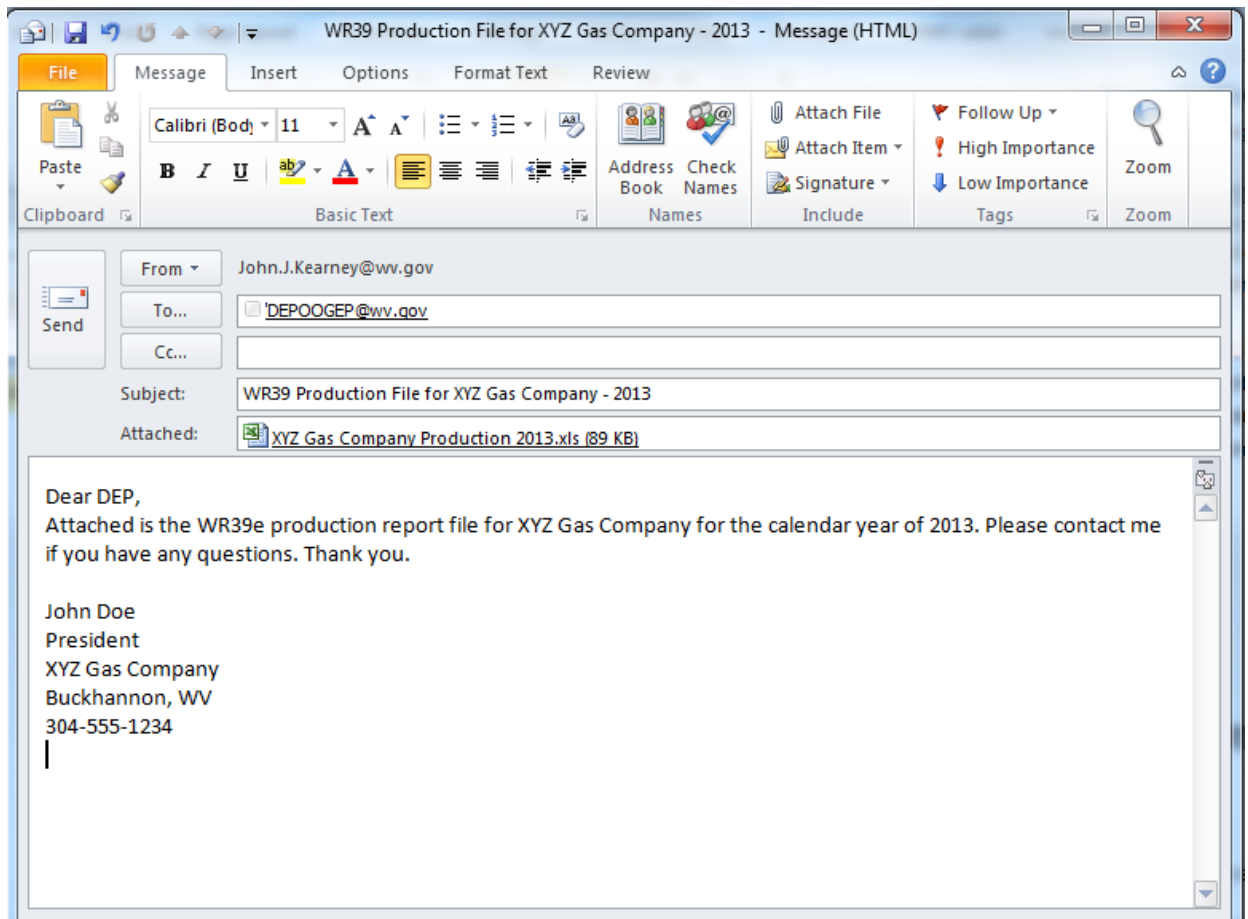 WR39 Production File for XYZ Gas Company - 2013 - Message (HTML)
File Message Insert Options Format Text Review
Paste
Calibri (Body 11
Address Book
Check Names
Attach File
Attach Item
Signature
Follow Up
High Importance
Low Importance
Zoom
Clipboard Basic Text Names Include Tags Zoom
Send
From John.J.Kearney@wv.gov
To... 'DEPOOGEP@wv.gov
Cc...
Subject: WR39 Production File for XYZ Gas Company - 2013
Attached: XYZ Gas Company Production 2013.xls (89 KB)
Dear DEP,
Attached is the WR39e production report file for XYZ Gas Company for the calendar year of 2013. Please contact me
if you have any questions. Thank you.
John Doe
President
XYZ Gas Company
Buckhannon, WV
304-555-1234